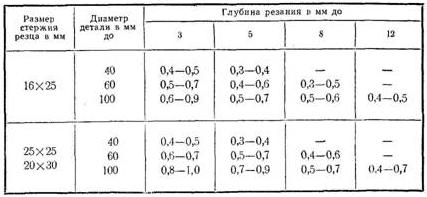 Размер стержня резца в мм | Диаметр детали в мм до | Глубина резания в мм до
3 | 5 | 8 | 12
16×25 | 40 | 0,4—0,5 | 0,3—0,4 | — | —
60 | 0,5—0,7 | 0,4—0,6 | 0,3—0,5 | —
100 | 0,6—0,9 | 0,5—0,7 | 0,5—0,6 | 0,4—0,5
25×25 | 40 | 0,4—0,5 | 0,3—0,4 | — | —
20×30 | 60 | 0,6—0,7 | 0,5—0,7 | 0,4—0,6 | —
100 | 0,8—1,0 | 0,7—0,9 | 0,5—0,7 | 0,4—0,7